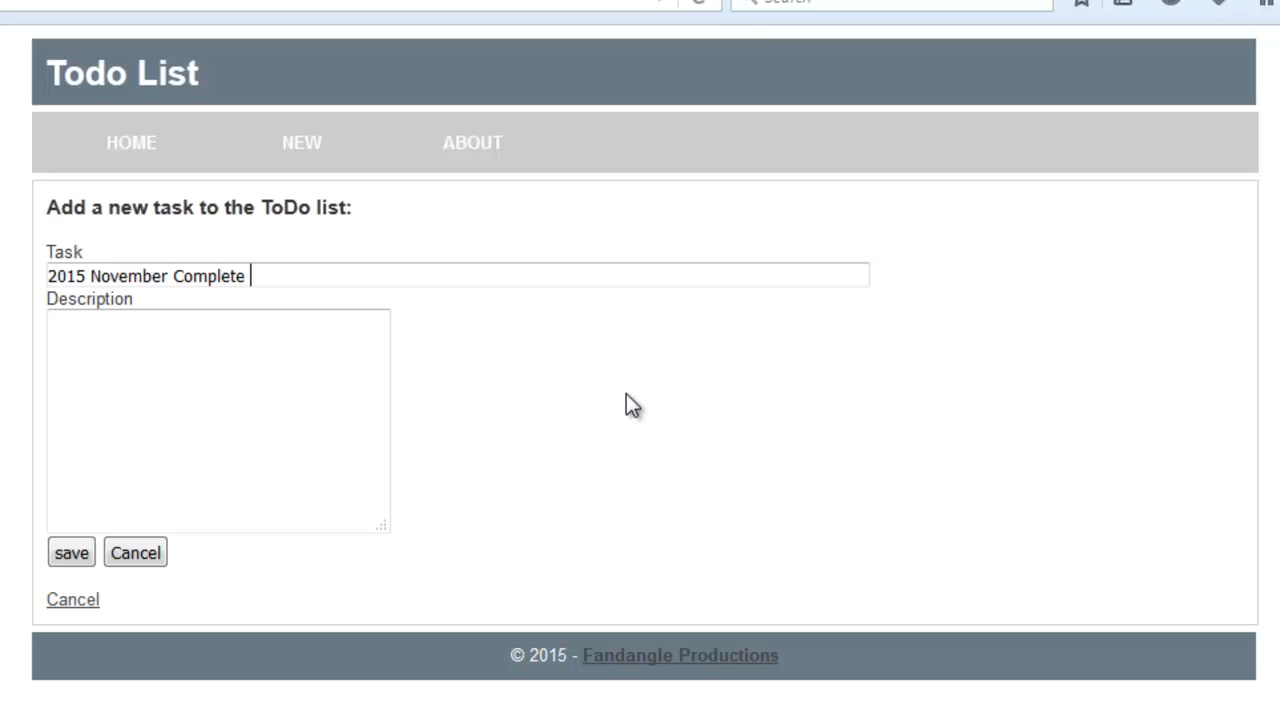 Todo List
HOME NEW ABOUT
Add a new task to the ToDo list:
Task
2015 November Complete
Description
save Cancel
Cancel
© 2015 - Fandangle Productions